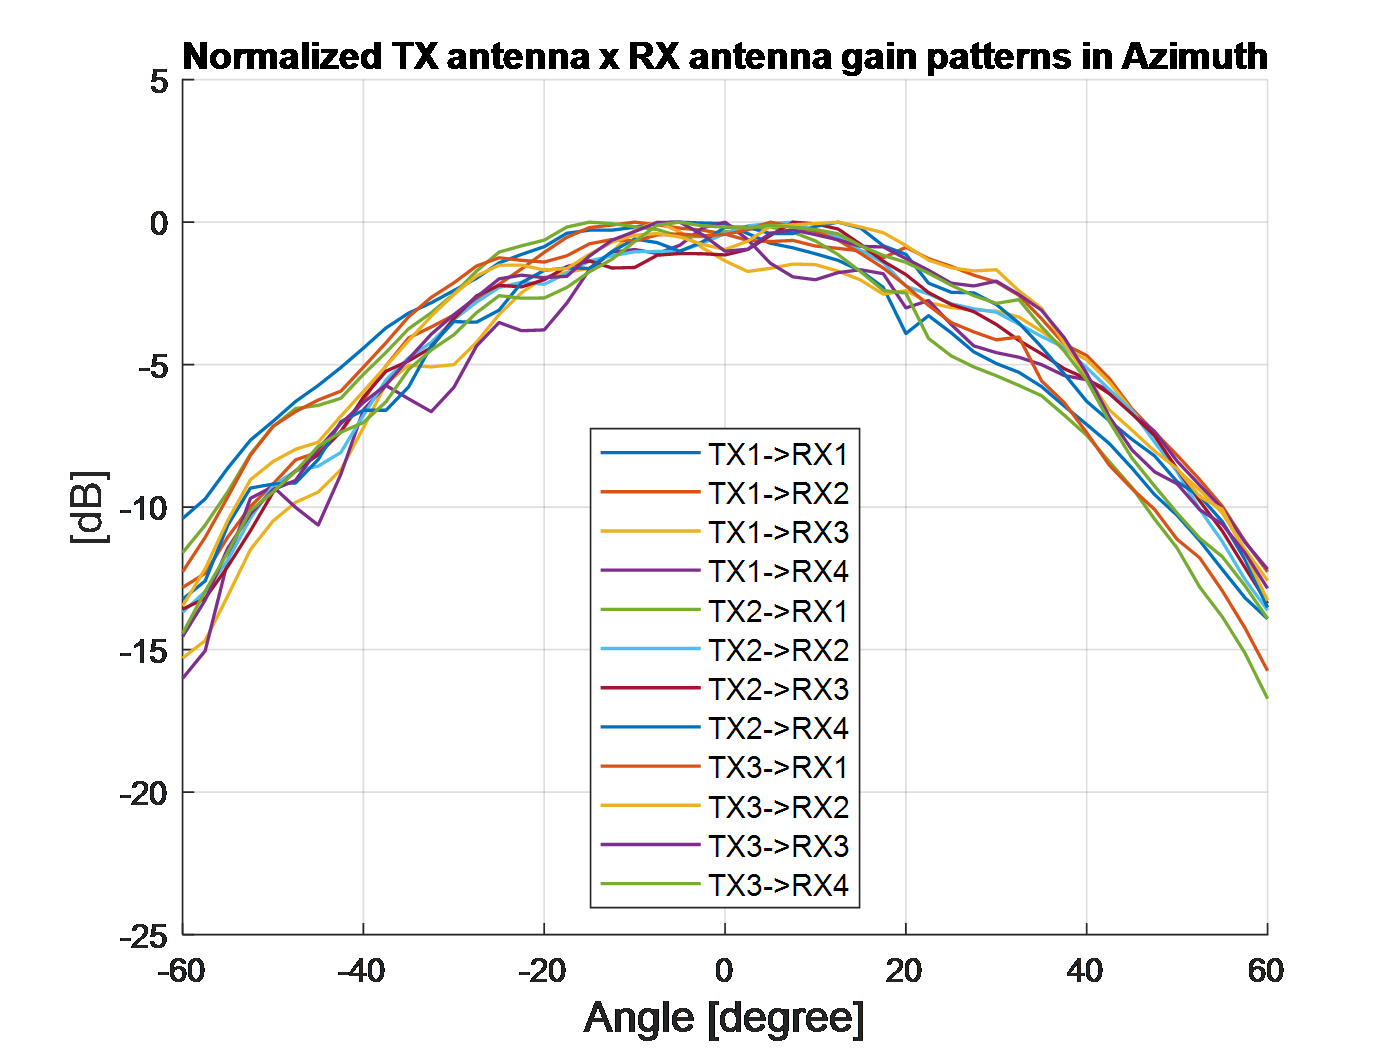 Normalized TX antenna x RX antenna gain patterns in Azimuth
5
0
-5
-10
-15
-20
-25
[dB]
TX1->RX1
TX1->RX2
TX1->RX3
TX1->RX4
TX2->RX1
TX2->RX2
TX2->RX3
TX2->RX4
TX3->RX1
TX3->RX2
TX3->RX3
TX3->RX4
-60 -40 -20 0 20 40 60
Angle [degree]